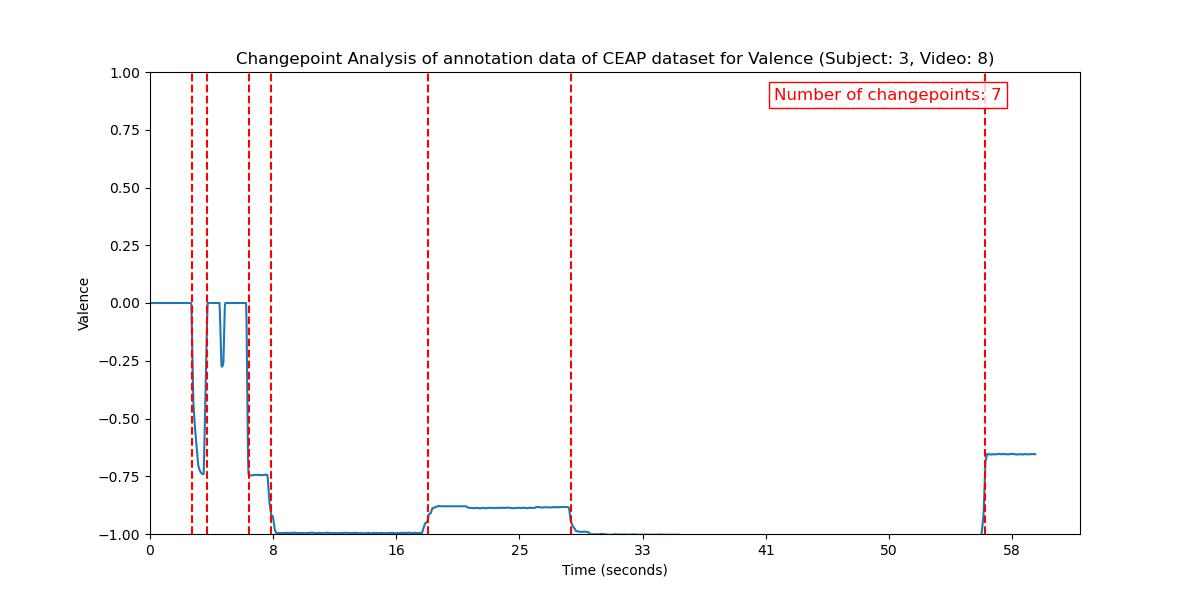 Changepoint Analysis of annotation data of CEAP dataset for Valence (Subject: 3, Video: 8)
Number of changepoints: 7
Valence
1.00
0.75
0.50
0.25
0.00
−0.25
−0.50
−0.75
−1.00
0 8 16 25 33 41 50 58
Time (seconds)